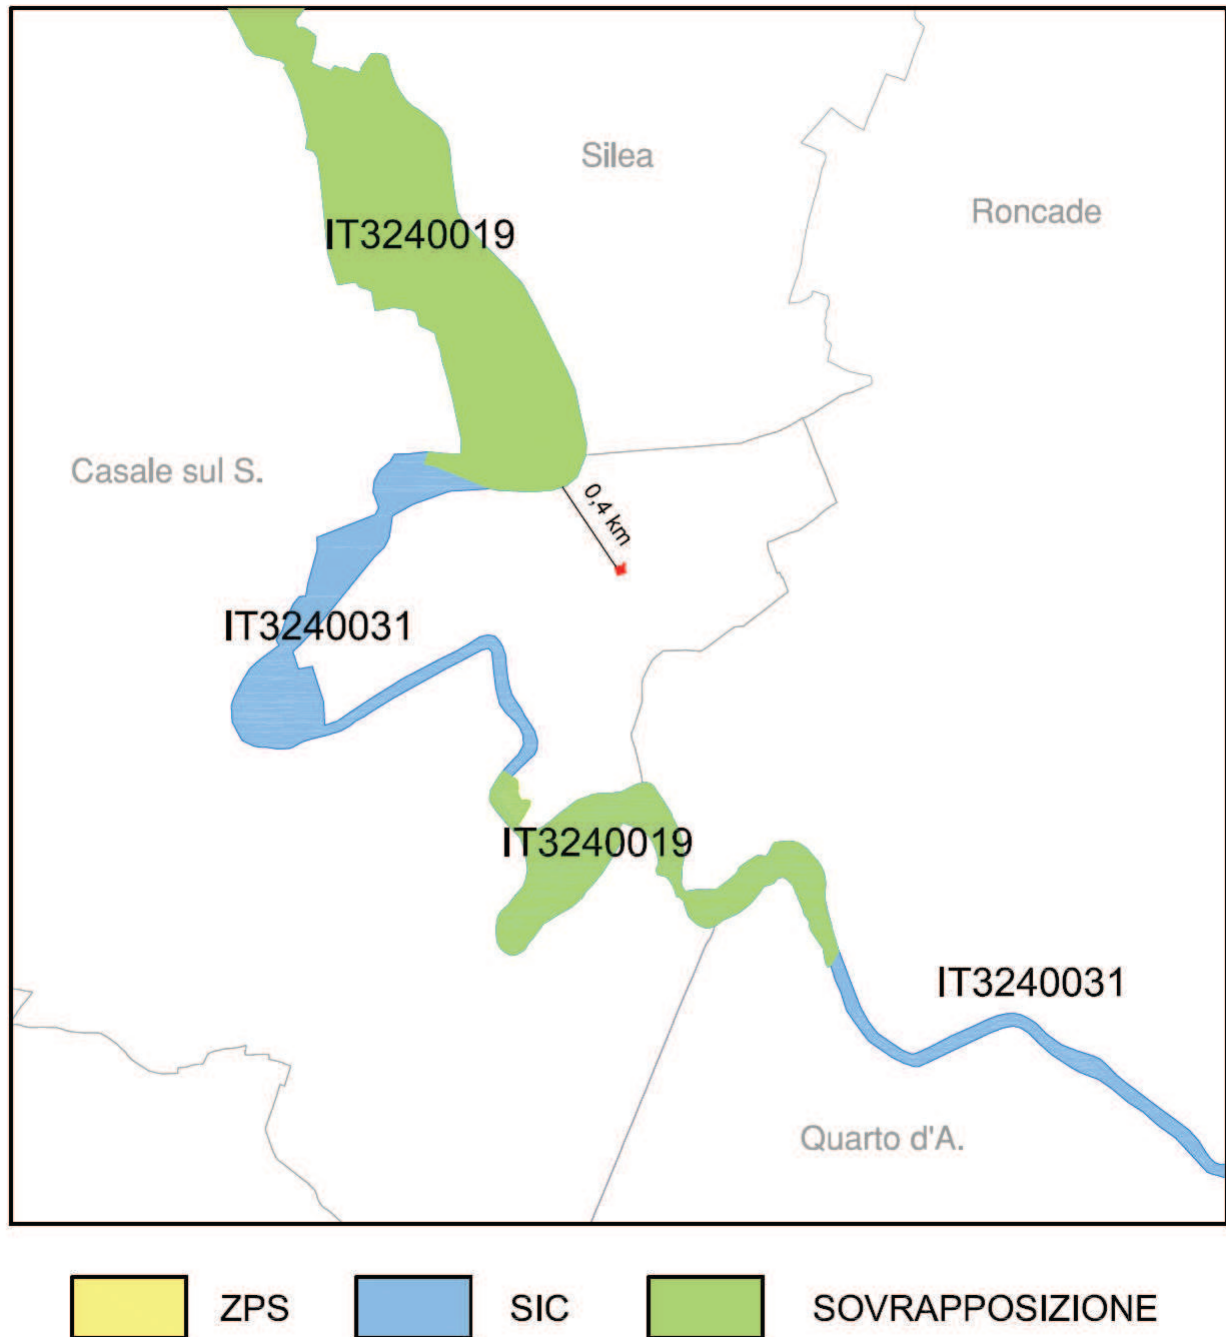 Silea
Roncade
IT3240019
Casale sul S.
0,4 km
IT3240031
IT3240019
IT3240031
Quarto d'A.
ZPS
SIC
SOVRAPPOSIZIONE